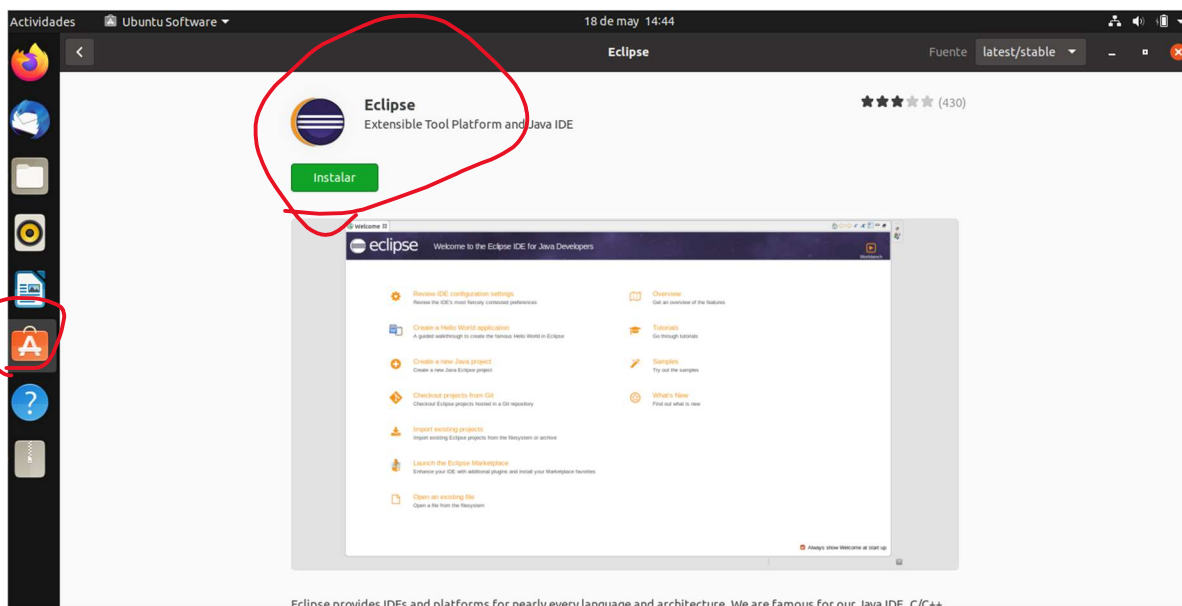 Actividades Ubuntu Software 18 de may 14:44
Eclipse Fuente latest/stable
Eclipse
Extensible Tool Platform and Java IDE
(430)
Instalar
Welcome
eclipse Welcome to the Eclipse IDE for Java Developers
Workbench
Review IDE configuration settings
Review the IDE's most fiercely contested preferences
Overview
Get an overview of the features
Create a Hello World application
A guided walkthrough to create the famous Hello World in Eclipse
Tutorials
Go through tutorials
Create a new Java project
Create a new Java Eclipse project
Samples
Try out the samples
Checkout projects from Git
Checkout Eclipse projects hosted in a Git repository
What's New
Find out what is new
Import existing projects
Import existing Eclipse projects from the filesystem or archive
Launch the Eclipse Marketplace
Enhance your IDE with additional plugins and install your Marketplace favorites
Open an existing file
Open a file from the filesystem
Always show Welcome at start up
Eclipse provides IDEs and platforms for nearly every language and architecture. We are famous for our Java IDE, C/C++